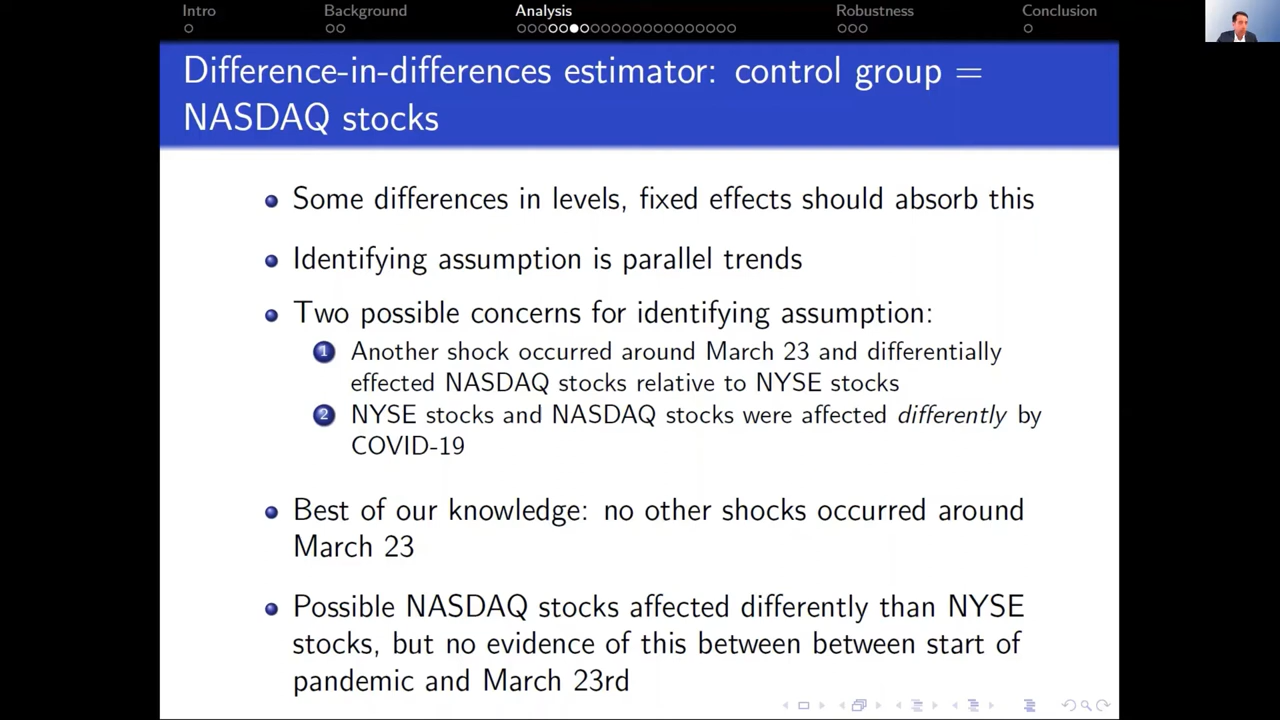 Intro Background Analysis Robustness Conclusion
Difference-in-differences estimator: control group =
NASDAQ stocks
Some differences in levels, fixed effects should absorb this
Identifying assumption is parallel trends
Two possible concerns for identifying assumption:
1 Another shock occurred around March 23 and differentially
effected NASDAQ stocks relative to NYSE stocks
2 NYSE stocks and NASDAQ stocks were affected differently by
COVID-19
Best of our knowledge: no other shocks occurred around
March 23
Possible NASDAQ stocks affected differently than NYSE
stocks, but no evidence of this between between start of
pandemic and March 23rd